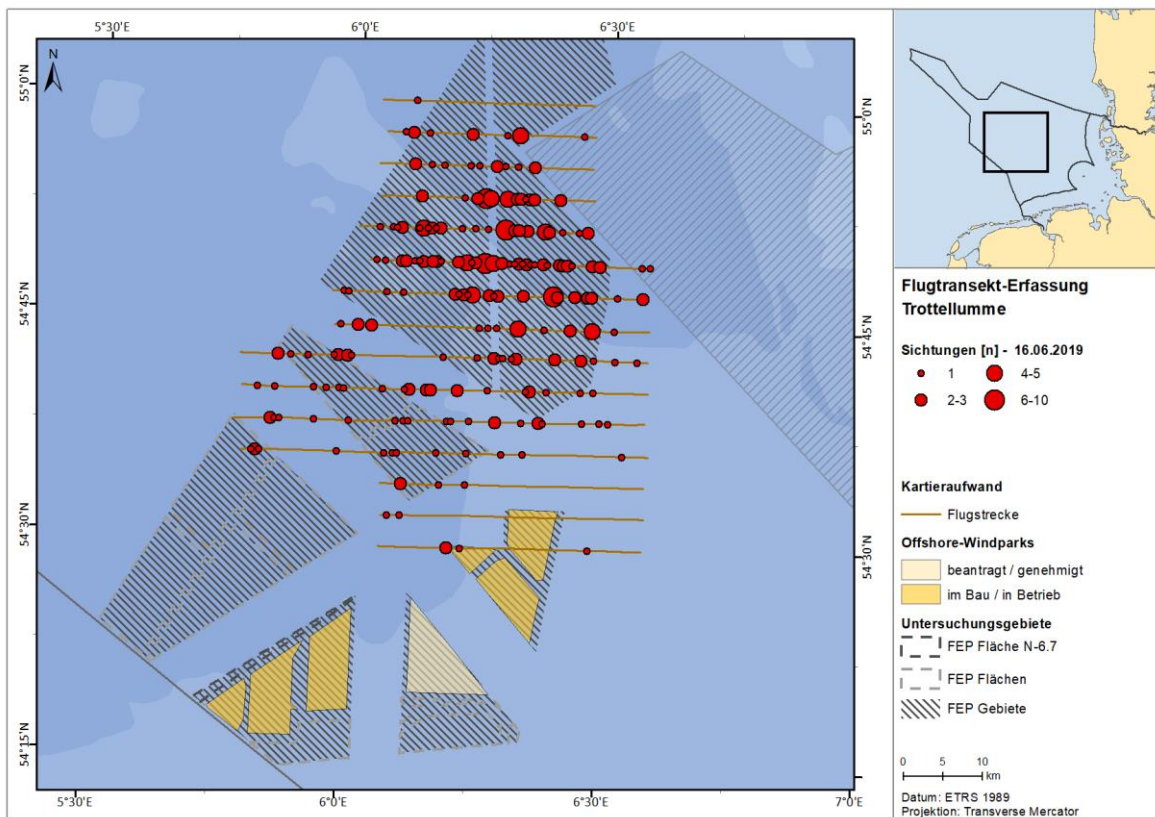 5°30'E
6°0'E
6°30'E
N
55°0'N
54°45'N
54°30'N
54°15'N
55°0'N
54°45'N
54°30'N
5°30'E
6°0'E
6°30'E
7°0'E
Flugtransekt-Erfassung
Trottellumme
Sichtungen [n] - 16.06.2019
1
4-5
2-3
6-10
Kartieraufwand
Flugstrecke
Offshore-Windparks
beantragt / genehmigt
im Bau / in Betrieb
Untersuchungsgebiete
FEP Fläche N-6.7
FEP Flächen
FEP Gebiete
0 5 10
km
Datum: ETRS 1989
Projektion: Transverse Mercator